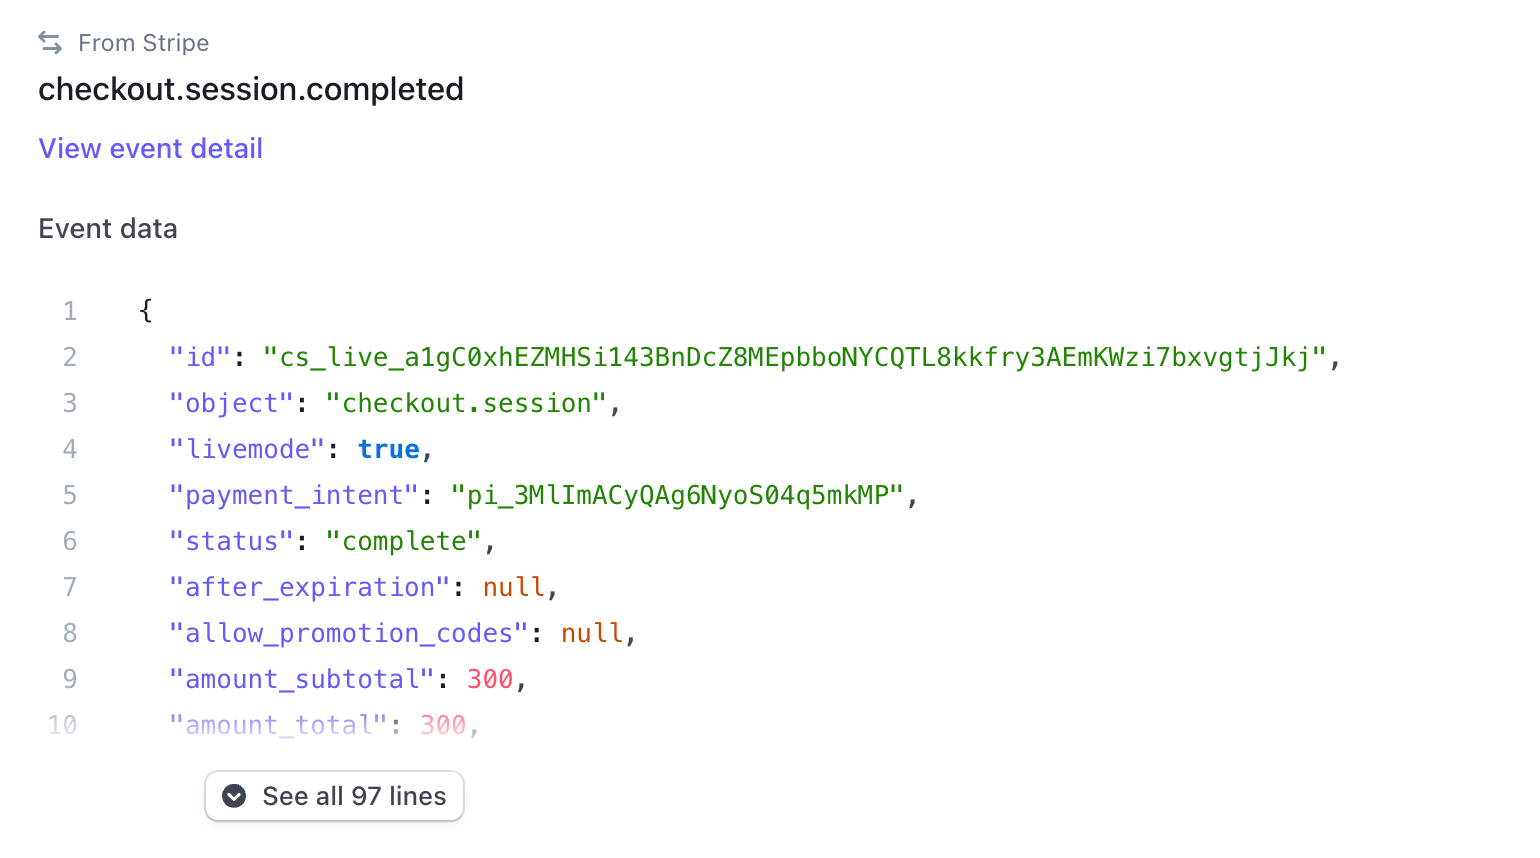 From Stripe
checkout.session.completed
View event detail
Event data
1 {
2 "id": "cs_live_a1gC0xhEZMHSi143BnDcZ8MEpbboNYCQTL8kkfry3AEmKWzi7bxvgtjJkj",
3 "object": "checkout.session",
4 "livemode": true,
5 "payment_intent": "pi_3MlImACyQAg6NyoS04q5mkMP",
6 "status": "complete",
7 "after_expiration": null,
8 "allow_promotion_codes": null,
9 "amount_subtotal": 300,
10 "amount_total": 300,
See all 97 lines